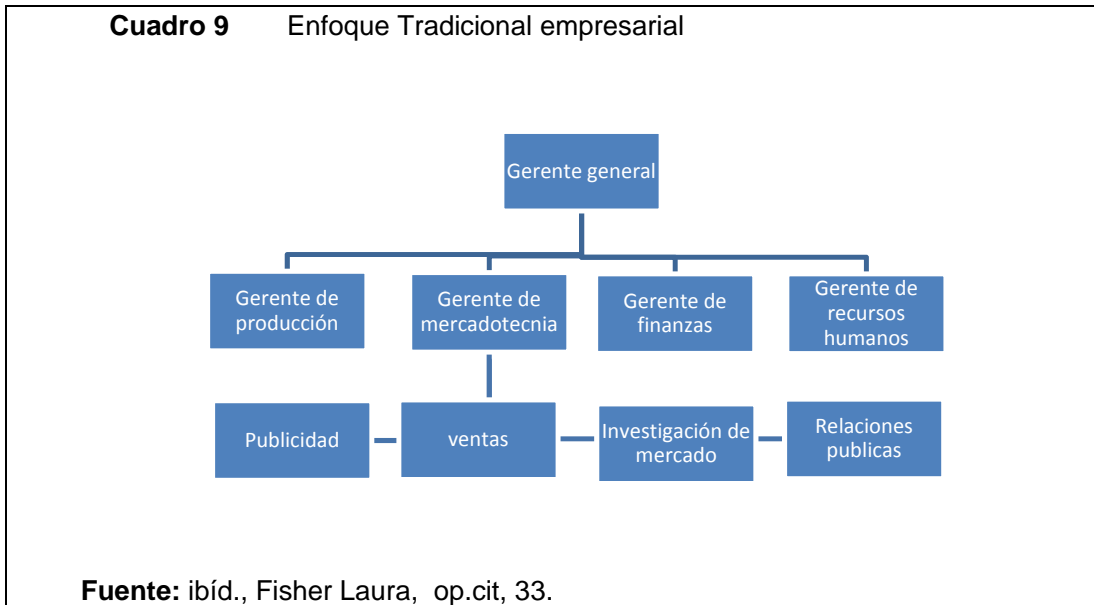 Cuadro 9 Enfoque Tradicional empresarial
Gerente general
Gerente de
producción
Gerente de
mercadotecnia
Gerente de
finanzas
Gerente de
recursos
humanos
Publicidad
ventas
Investigación de
mercado
Relaciones
publicas
Fuente: ibíd., Fisher Laura, op.cit, 33.